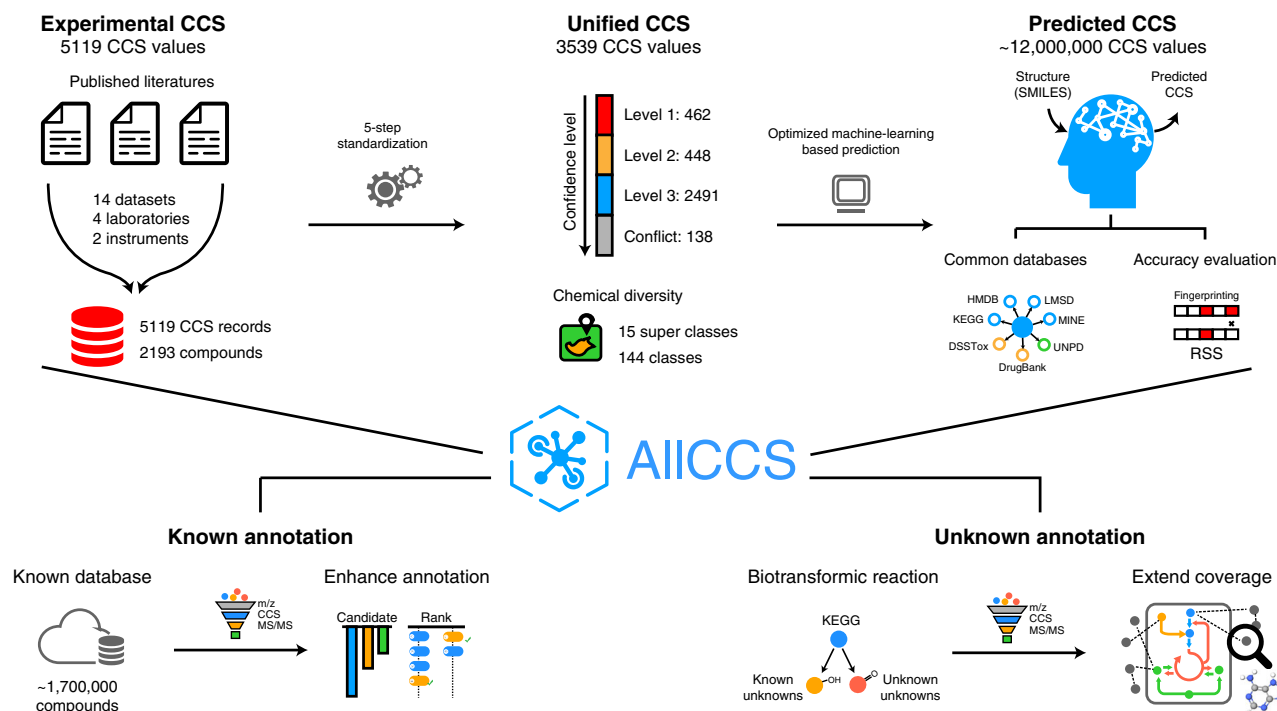 Experimental CCS
5119 CCS values
Published literatures
14 datasets
4 laboratories
2 instruments
5119 CCS records
2193 compounds
5-step
standardization
Unified CCS
3539 CCS values
Confidence level
Level 1: 462
Level 2: 448
Level 3: 2491
Conflict: 138
Chemical diversity
15 super classes
144 classes
Optimized machine-learning
based prediction
Predicted CCS
~12,000,000 CCS values
Structure
(SMILES)
Predicted
CCS
Common databases
HMDB
LMSD
KEGG
MINE
DSSTox
UNPD
DrugBank
Accuracy evaluation
Fingerprinting
RSS
AllCCS
Known annotation
Known database
~1,700,000
compounds
m/z
CCS
MS/MS
Enhance annotation
Candidate
Rank
Unknown annotation
Biotransformic reaction
KEGG
OH
O
Known
unknowns
Unknown
unknowns
m/z
CCS
MS/MS
Extend coverage